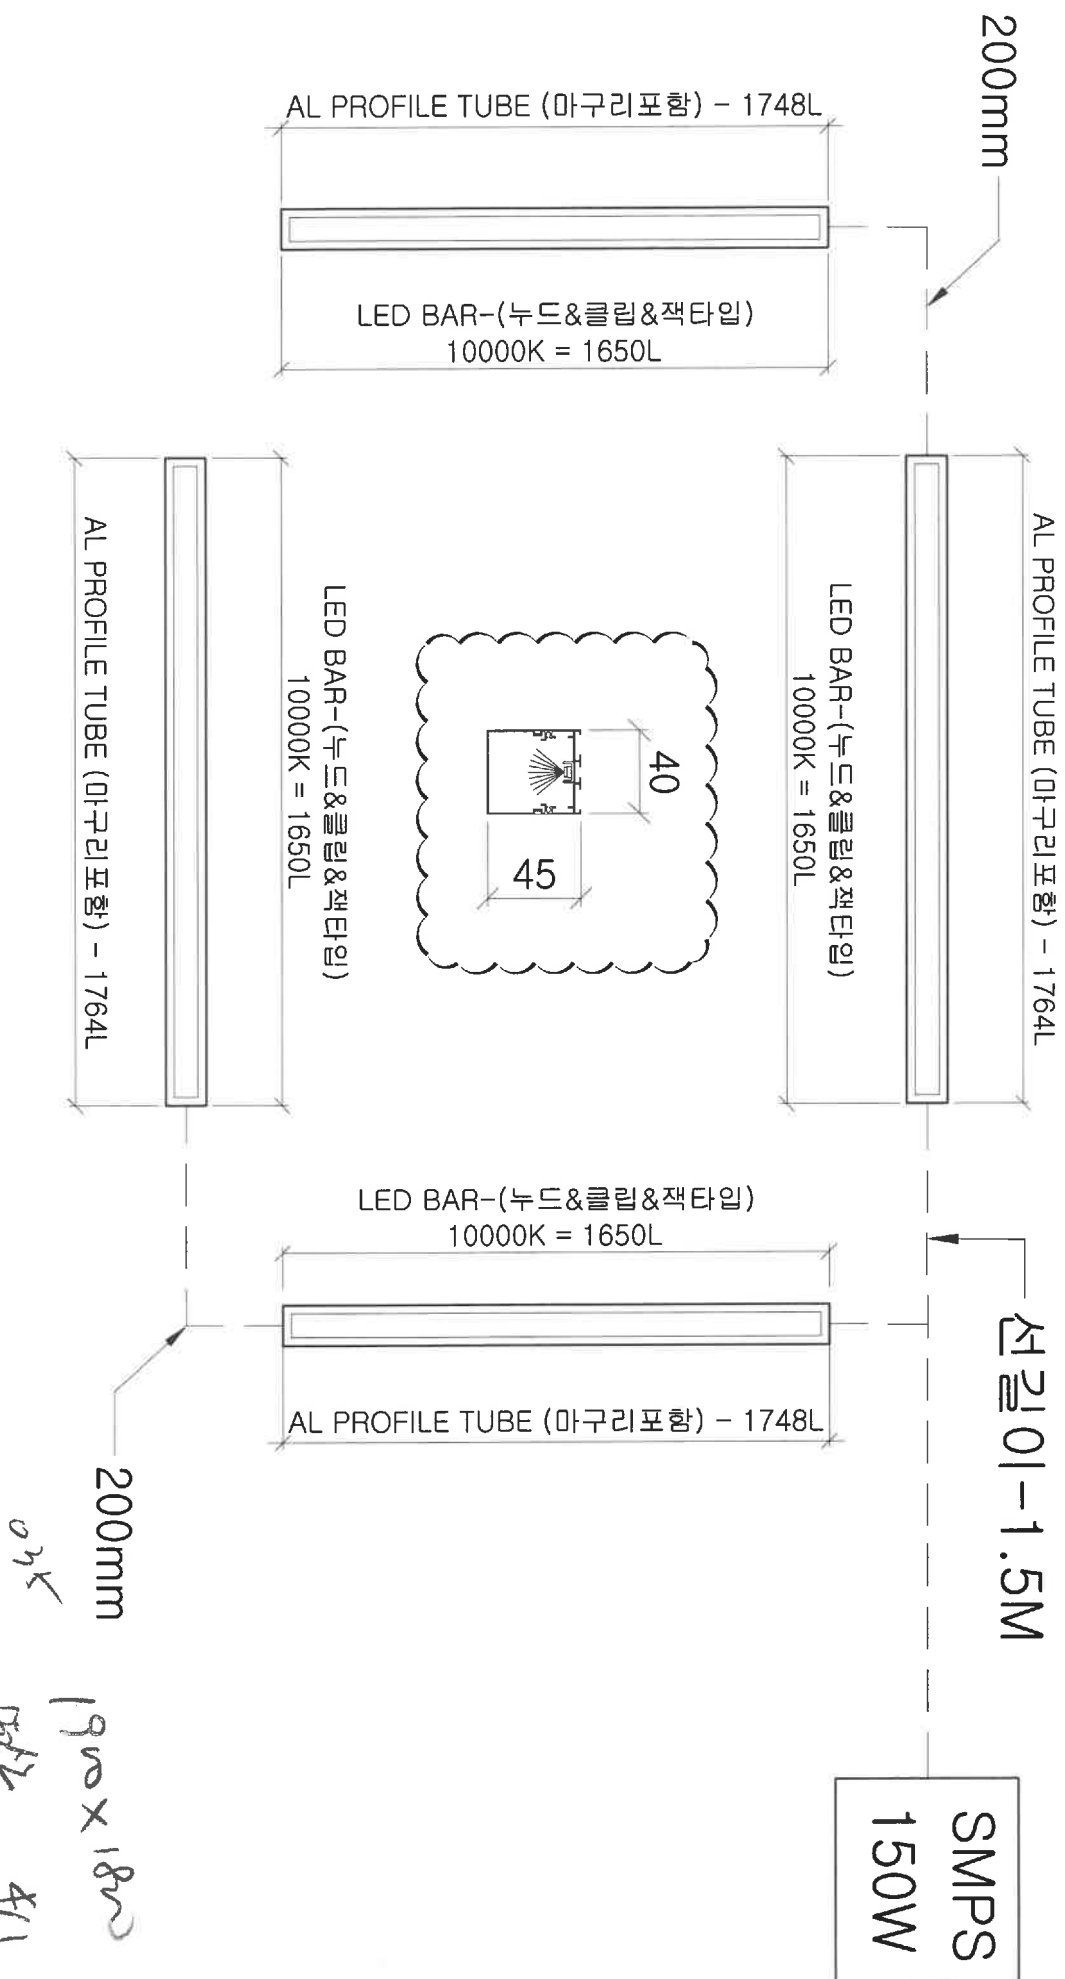 200mm
AL PROFILE TUBE (마구리포함) - 1748L
LED BAR-(누드&클립&잭타입)
10000K = 1650L
AL PROFILE TUBE (마구리포함) - 1764L
LED BAR-(누드&클립&잭타입)
10000K = 1650L
40
45
LED BAR-(누드&클립&잭타입)
10000K = 1650L
AL PROFILE TUBE (마구리포함) - 1764L
LED BAR-(누드&클립&잭타입)
10000K = 1650L
AL PROFILE TUBE (마구리포함) - 1748L
선길이-1.5M
200mm
SMPS
150W